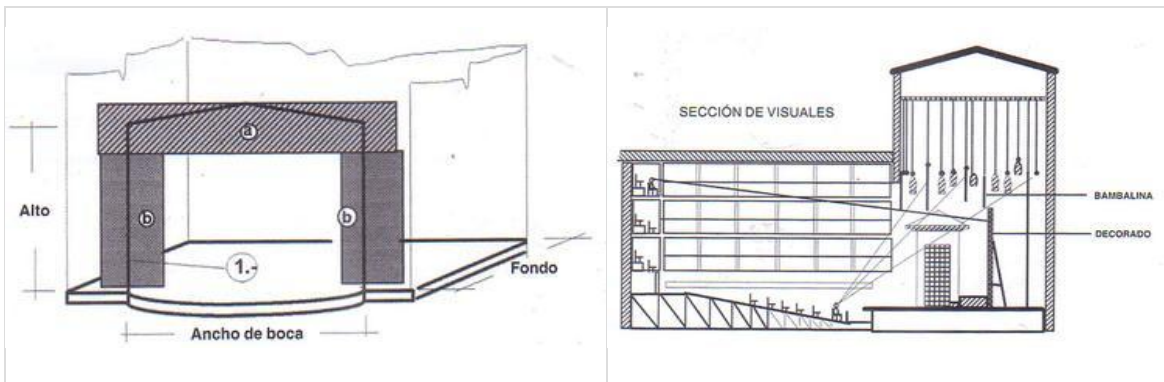 a
Alto
b
b
1.-
Fondo
Ancho de boca
SECCIÓN DE VISUALES
BAMBALINA
DECORADO